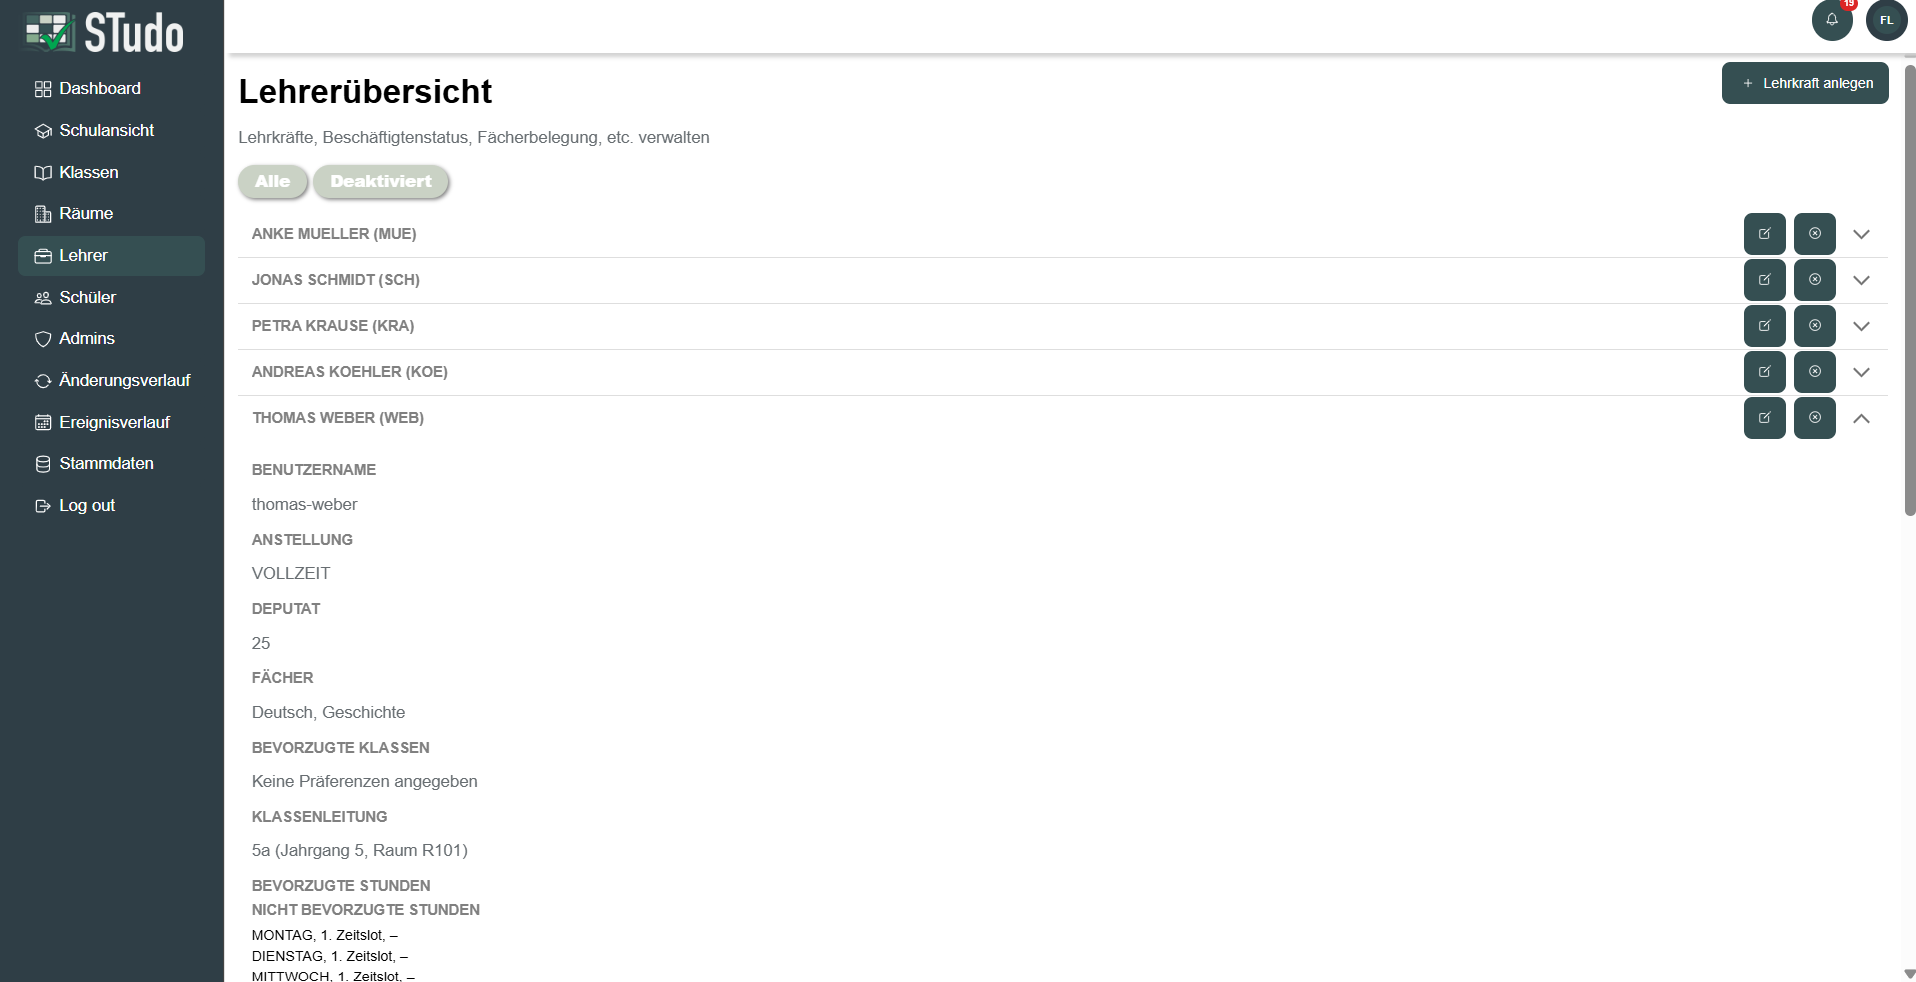 STudo
19
FL
Dashboard
Schulansicht
Klassen
Räume
Lehrer
Schüler
Admins
Änderungsverlauf
Ereignisverlauf
Stammdaten
Log out
Lehrerübersicht
+ Lehrkraft anlegen
Lehrkräfte, Beschäftigtenstatus, Fächerbelegung, etc. verwalten
Alle Deaktiviert
ANKE MUELLER (MUE)
JONAS SCHMIDT (SCH)
PETRA KRAUSE (KRA)
ANDREAS KOEHLER (KOE)
THOMAS WEBER (WEB)
BENUTZERNAME
thomas-weber
ANSTELLUNG
VOLLZEIT
DEPUTAT
25
FÄCHER
Deutsch, Geschichte
BEVORZUGTE KLASSEN
Keine Präferenzen angegeben
KLASSENLEITUNG
5a (Jahrgang 5, Raum R101)
BEVORZUGTE STUNDEN
NICHT BEVORZUGTE STUNDEN
MONTAG, 1. Zeitslot, –
DIENSTAG, 1. Zeitslot, –
MITTWOCH, 1. Zeitslot, –